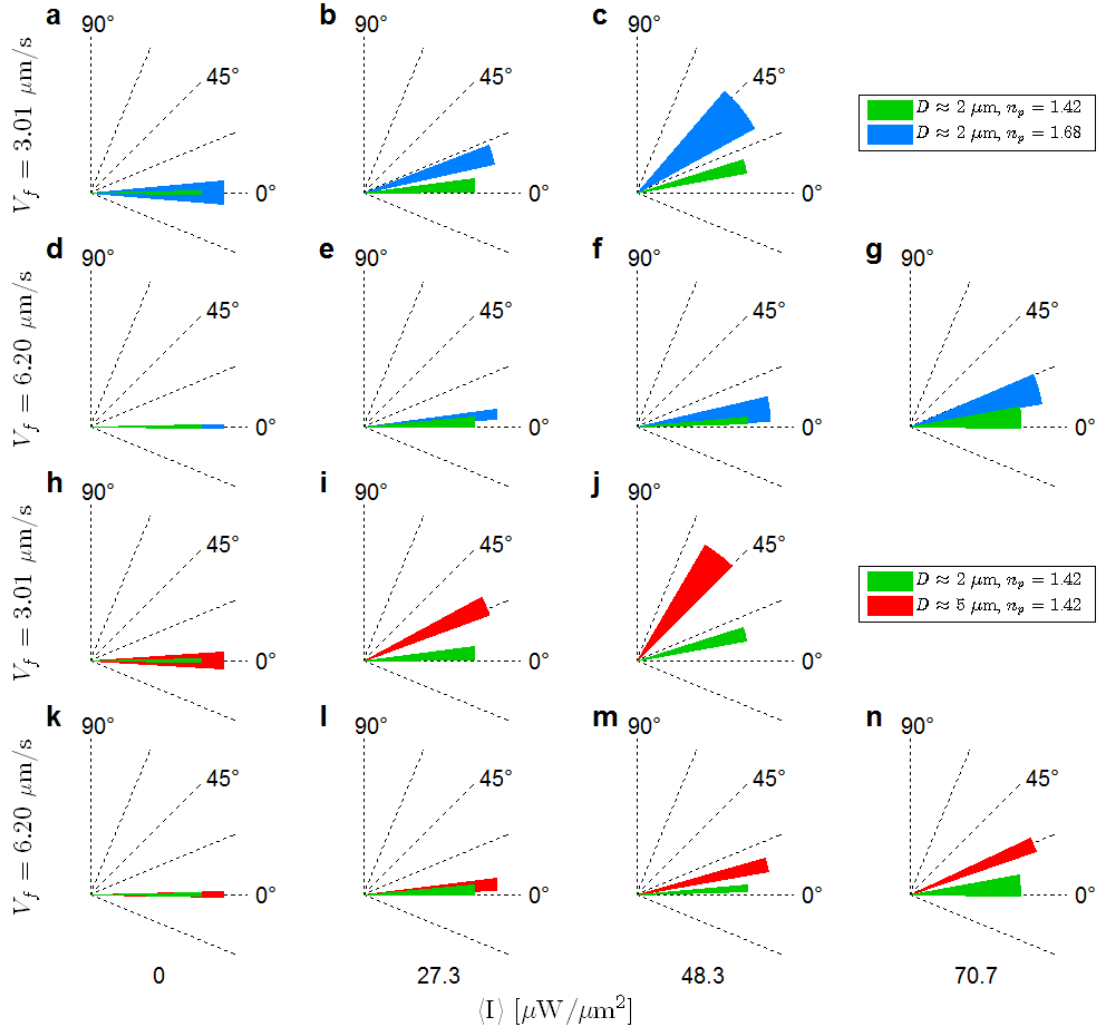 a b c
90° 90° 90°
45° 45° 45°
0° 0° 0°
V_f = 3.01 μm/s
D ≈ 2 μm, n_p = 1.42
D ≈ 2 μm, n_p = 1.68
d e f g
90° 90° 90° 90°
45° 45° 45° 45°
0° 0° 0° 0°
V_f = 6.20 μm/s
h i j
90° 90° 90°
45° 45° 45°
0° 0° 0°
V_f = 3.01 μm/s
D ≈ 2 μm, n_p = 1.42
D ≈ 5 μm, n_p = 1.42
k l m n
90° 90° 90° 90°
45° 45° 45° 45°
0° 0° 0° 0°
V_f = 6.20 μm/s
0 27.3 48.3 70.7
⟨I⟩ [μW/μm²]